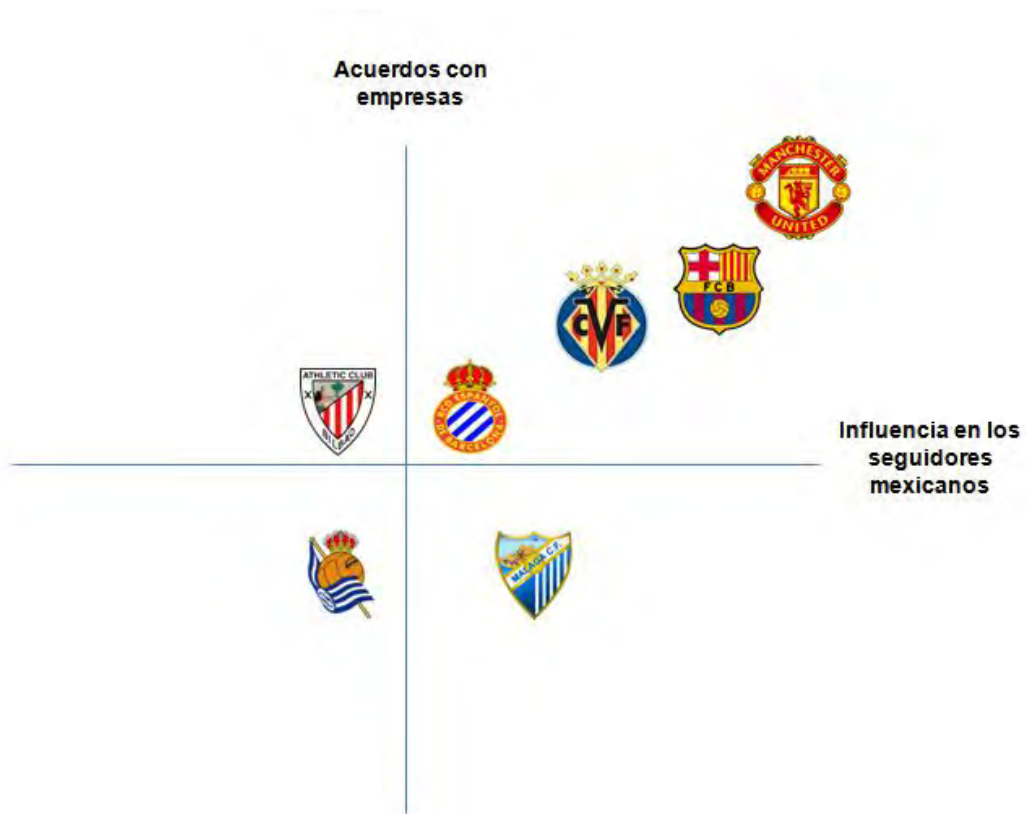 Acuerdos con
empresas
MANCHESTER
UNITED
FCB
CVF
ATHLETIC CLUB
BILBAO
RCD ESPANYOL
DE BARCELONA
Influencia en los
seguidores
mexicanos
MALAGA C.F.